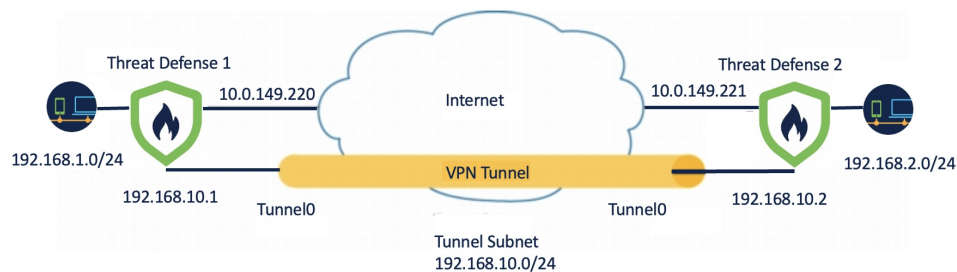 Threat Defense 1
Threat Defense 2
10.0.149.220
Internet
10.0.149.221
192.168.1.0/24
192.168.2.0/24
VPN Tunnel
192.168.10.1
192.168.10.2
Tunnel0
Tunnel0
Tunnel Subnet
192.168.10.0/24